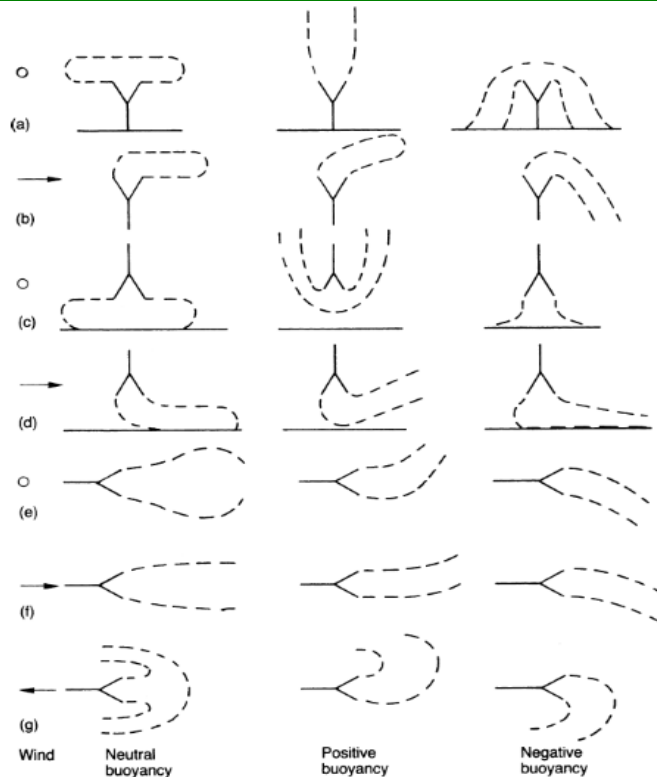 (a)
(b)
(c)
(d)
(e)
(f)
(g)
Wind
Neutral
buoyancy
Positive
buoyancy
Negative
buoyancy